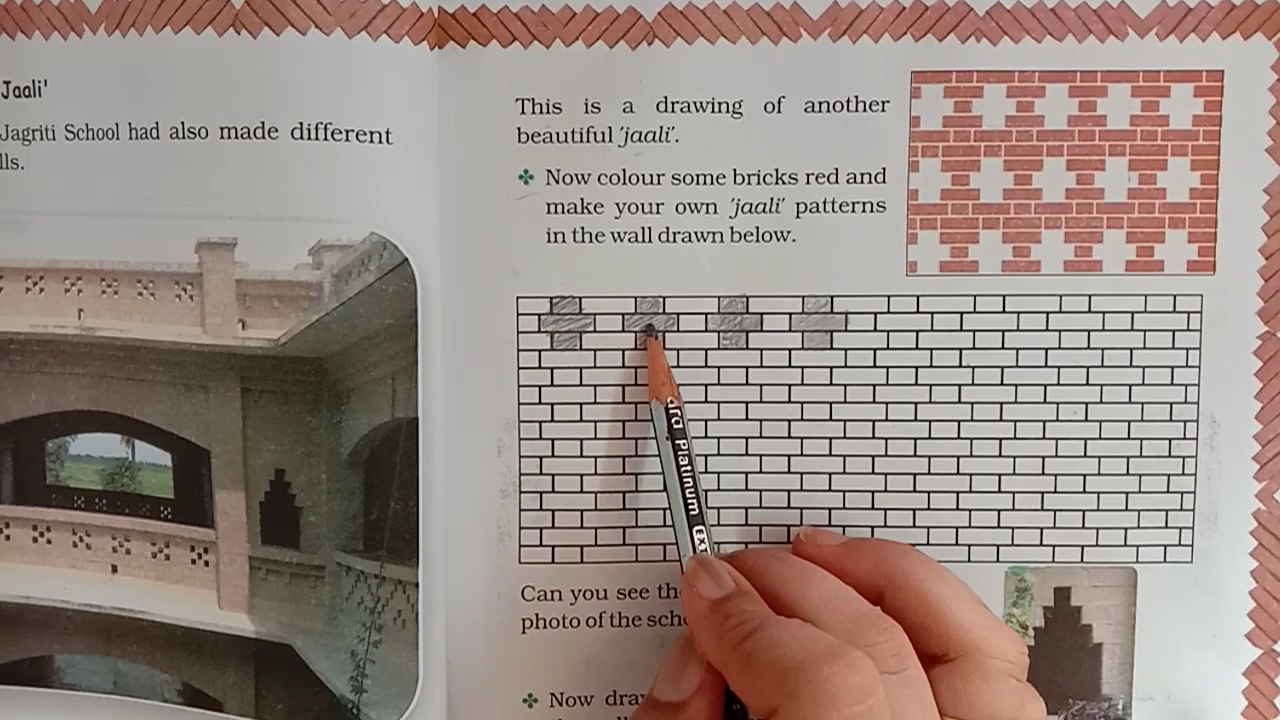 Jaali'
Jagriti School had also made different
lls.
This is a drawing of another
beautiful 'jaali'.
Now colour some bricks red and
make your own 'jaali' patterns
in the wall drawn below.
Can you see th
photo of the sch
Now dra
Platinum EXT